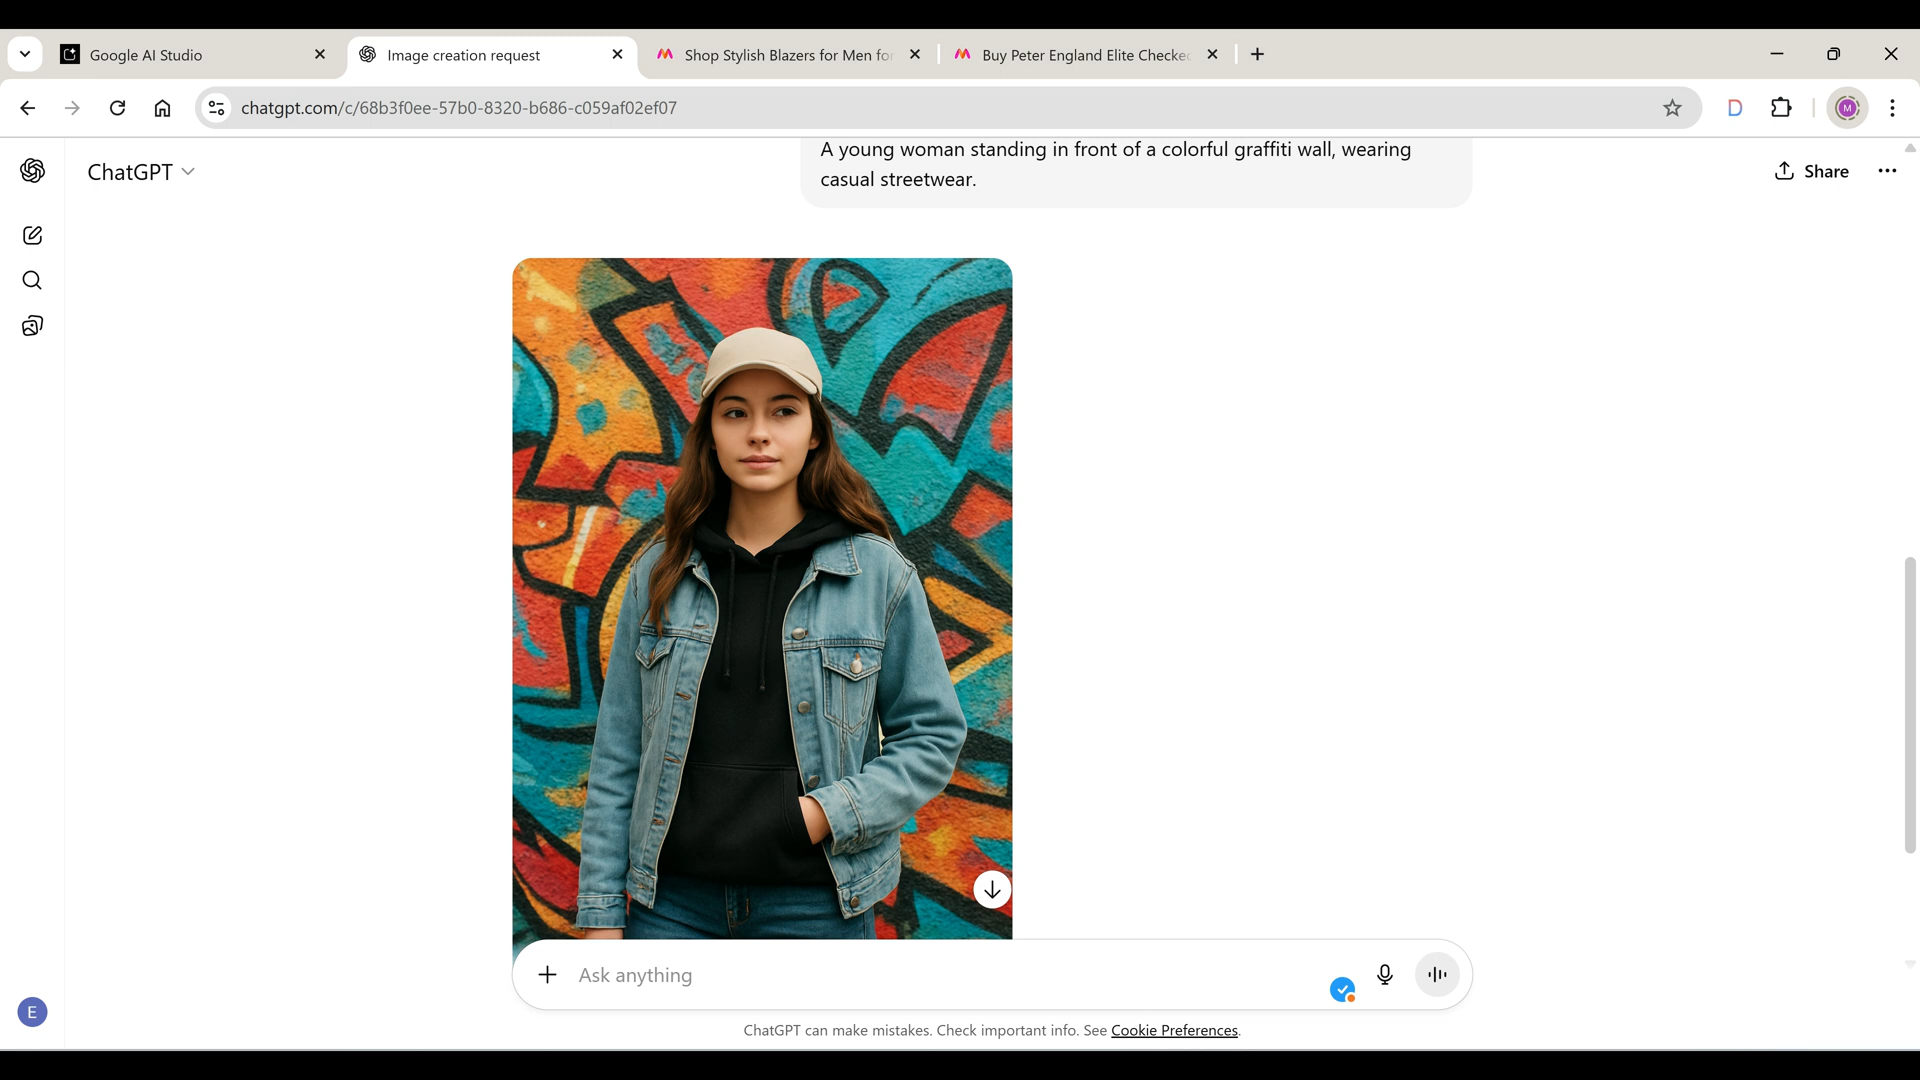 Google AI Studio
Image creation request
Shop Stylish Blazers for Men for
Buy Peter England Elite Checked
chatgpt.com/c/68b3f0ee-57b0-8320-b686-c059af02ef07
D
M
ChatGPT
A young woman standing in front of a colorful graffiti wall, wearing
casual streetwear.
Share
Ask anything
E
ChatGPT can make mistakes. Check important info. See Cookie Preferences.